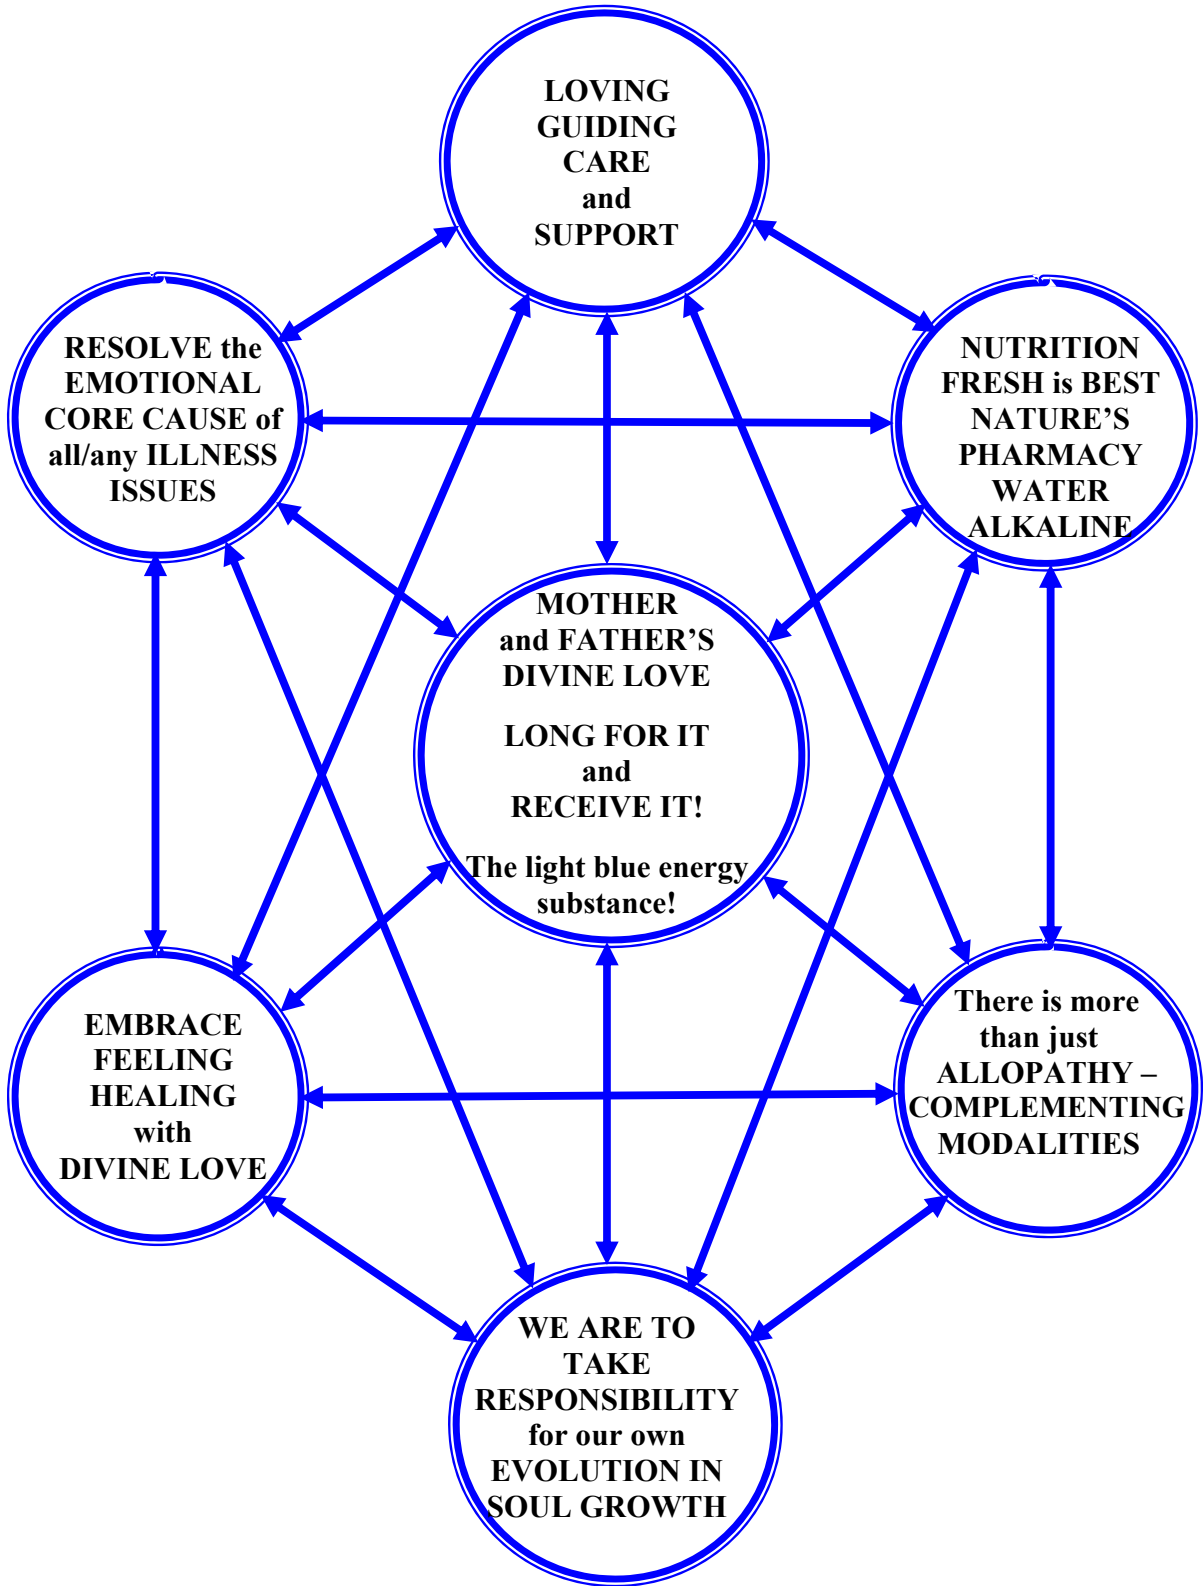 LOVING
GUIDING
CARE
and
SUPPORT
RESOLVE the
EMOTIONAL
CORE CAUSE of
all/any ILLNESS
ISSUES
NUTRITION
FRESH is BEST
NATURE’S
PHARMACY
WATER
ALKALINE
MOTHER
and FATHER’S
DIVINE LOVE
LONG FOR IT
and
RECEIVE IT!
The light blue energy
substance!
EMBRACE
FEELING
HEALING
with
DIVINE LOVE
There is more
than just
ALLOPATHY –
COMPLEMENTING
MODALITIES
WE ARE TO
TAKE
RESPONSIBILITY
for our own
EVOLUTION IN
SOUL GROWTH